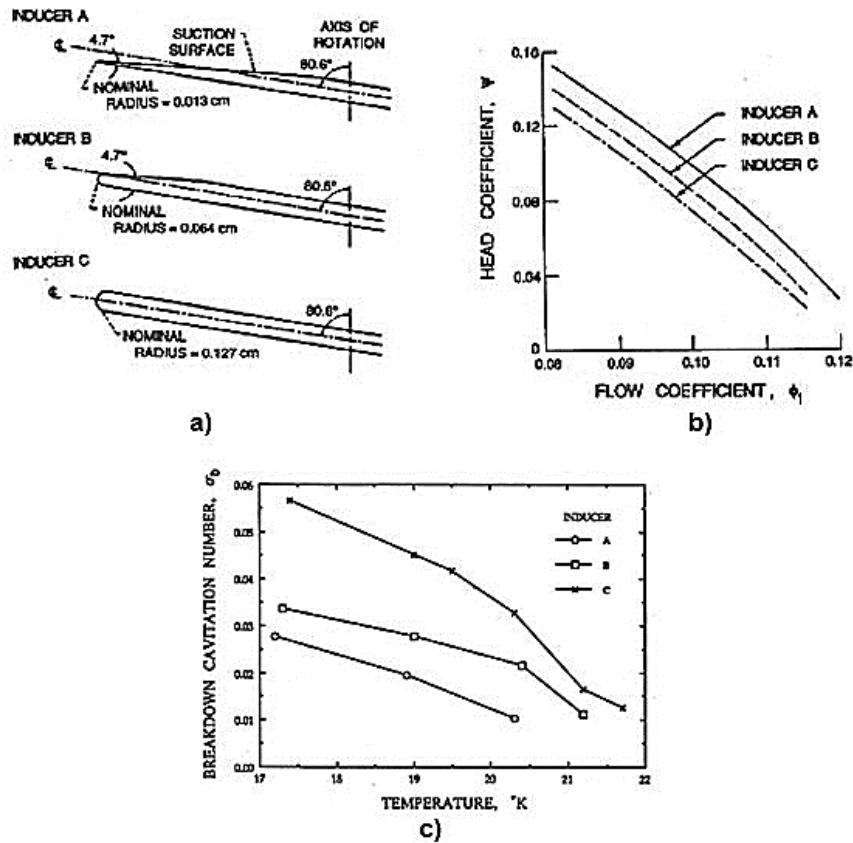 INDUCER A
4.7°
℄
SUCTION
SURFACE
AXIS OF
ROTATION
80.6°
NOMINAL
RADIUS = 0.013 cm
INDUCER B
4.7°
℄
80.6°
NOMINAL
RADIUS = 0.064 cm
INDUCER C
℄
80.6°
NOMINAL
RADIUS = 0.127 cm
a)
HEAD COEFFICIENT, Ψ
0.16
0.12
0.08
0.04
0
INDUCER A
INDUCER B
INDUCER C
0.08 0.09 0.10 0.11 0.12
FLOW COEFFICIENT, ϕ₁
b)
BREAKDOWN CAVITATION NUMBER, σb
0.06
0.05
0.04
0.03
0.02
0.01
0.00
INDUCER
A
B
C
17 18 19 20 21 22
TEMPERATURE, °K
c)